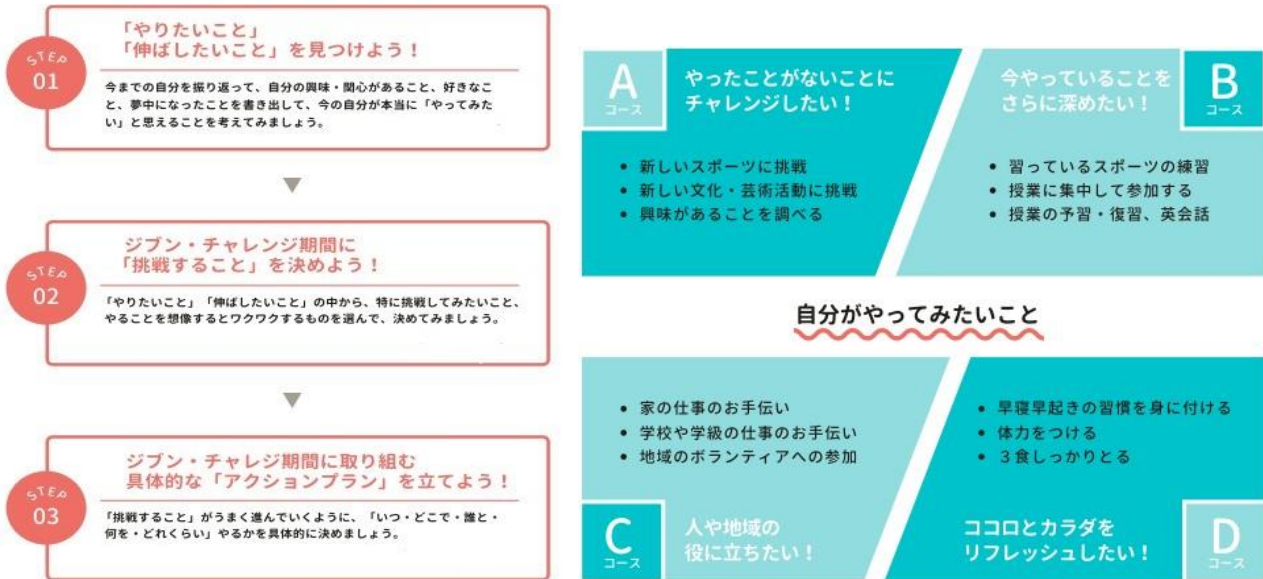 STEP
01
「やりたいこと」
「伸ばしたいこと」を見つけよう！
今までの自分を振り返って、自分の興味・関心があること、好きなこ
と、夢中になったことを書き出して、今の自分が本当に「やってみた
い」と思えることを考えてみましょう。
STEP
02
ジブン・チャレンジ期間に
「挑戦すること」を決めよう！
「やりたいこと」「伸ばしたいこと」の中から、特に挑戦してみたいこと、
やることを想像するとワクワクするものを選んで、決めてみましょう。
STEP
03
ジブン・チャレジ期間に取り組む
具体的な「アクションプラン」を立てよう！
「挑戦すること」がうまく進んでいくように、「いつ・どこで・誰と・
何を・どれくらい」やるかを具体的に決めましょう。
A
コース
やったことがないことに
チャレンジしたい！
• 新しいスポーツに挑戦
• 新しい文化・芸術活動に挑戦
• 興味があることを調べる
B
コース
今やっていることを
さらに深めたい！
• 習っているスポーツの練習
• 授業に集中して参加する
• 授業の予習・復習、英会話
自分がやってみたいこと
• 家の仕事のお手伝い
• 学校や学級の仕事のお手伝い
• 地域のボランティアへの参加
C
コース
人や地域の
役に立ちたい！
• 早寝早起きの習慣を身に付ける
• 体力をつける
• ３食しっかりとる
ココロとカラダを
リフレッシュしたい！
D
コース